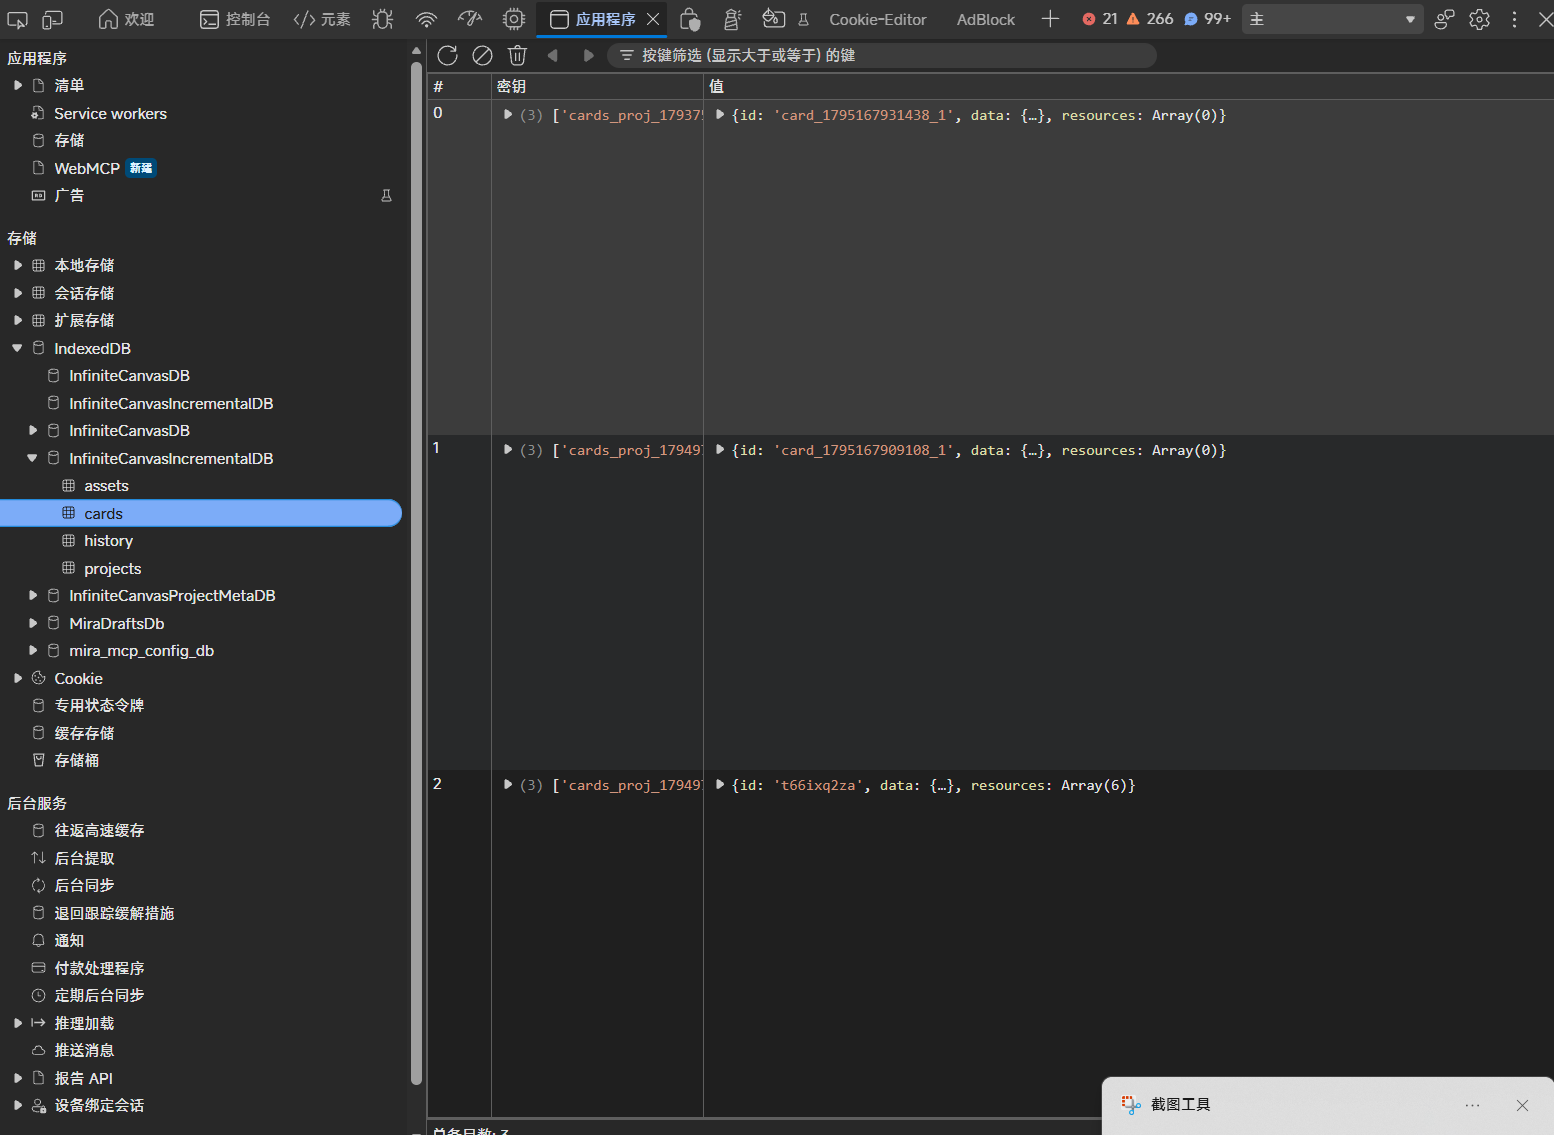 欢迎 控制台 元素 应用程序 Cookie-Editor AdBlock 21 266 99+ 主
应用程序
清单
Service workers
存储
WebMCP 新建
广告
存储
本地存储
会话存储
扩展存储
IndexedDB
InfiniteCanvasDB
InfiniteCanvasIncrementalDB
InfiniteCanvasDB
InfiniteCanvasIncrementalDB
assets
cards
history
projects
InfiniteCanvasProjectMetaDB
MiraDraftsDb
mira_mcp_config_db
Cookie
专用状态令牌
缓存存储
存储桶
后台服务
往返高速缓存
后台提取
后台同步
退回跟踪缓解措施
通知
付款处理程序
定期后台同步
推理加载
推送消息
报告 API
设备绑定会话
按键筛选 (显示大于或等于) 的键
# 密钥 值
0 (3) ['cards_proj_17937 {id: 'card_1795167931438_1', data: {…}, resources: Array(0)}
1 (3) ['cards_proj_17949 {id: 'card_1795167909108_1', data: {…}, resources: Array(0)}
2 (3) ['cards_proj_17949 {id: 't66ixq2za', data: {…}, resources: Array(6)}
总条目数: 3
截图工具